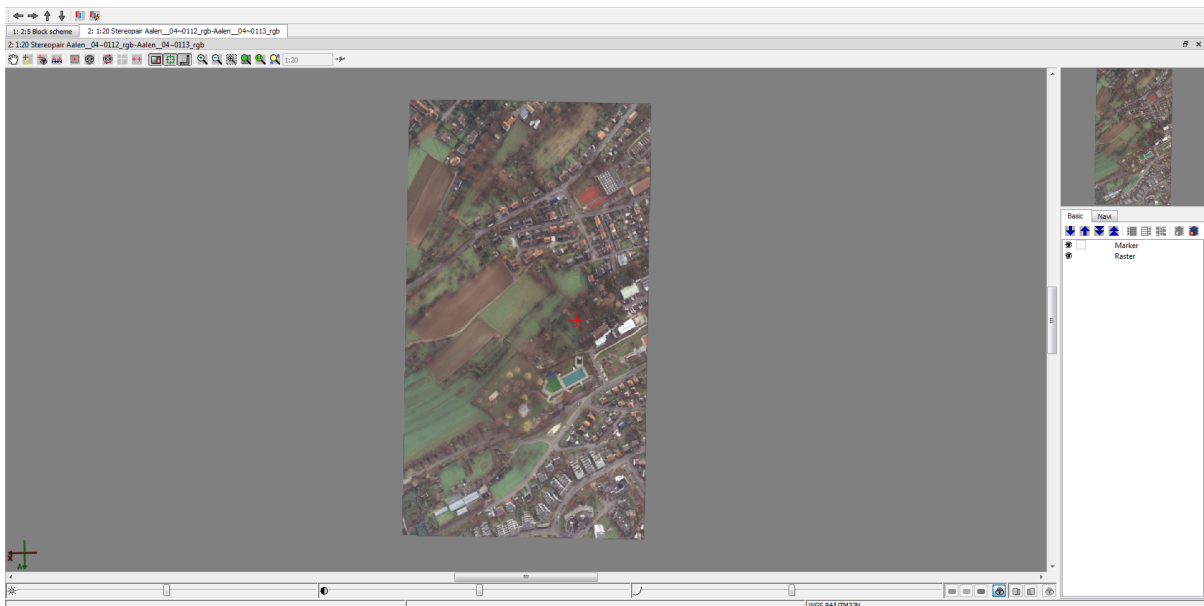 1: 2:5 Block scheme
2: 1:20 Stereopair Aalen__04~0112_rgb-Aalen__04~0113_rgb
2: 1:20 Stereopair Aalen__04~0112_rgb-Aalen__04~0113_rgb
1:20
Basic
Navi
Marker
Raster
X
WGS 84/UTM32N